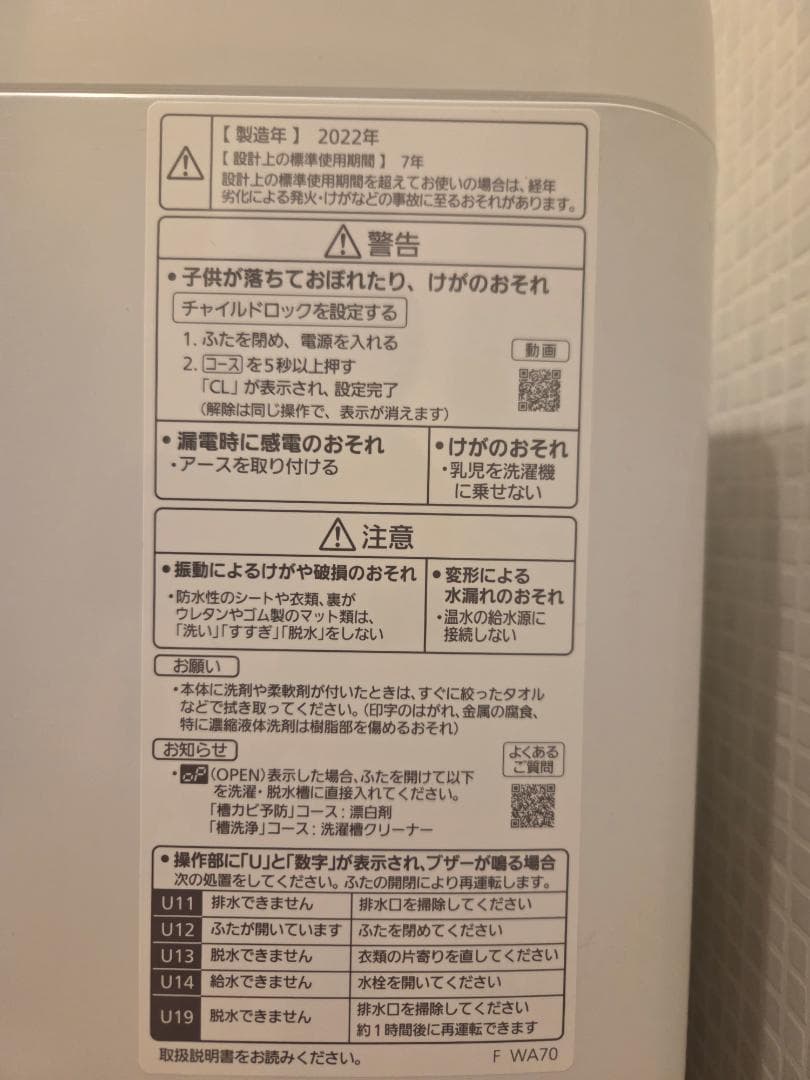 【製造年】 2022年
【設計上の標準使用期間】 7年
設計上の標準使用期間を超えてお使いの場合は、経年
劣化による発火・けがなどの事故に至るおそれがあります。
警告
• 子供が落ちておぼれたり、けがのおそれ
チャイルドロックを設定する
1. ふたを閉め、電源を入れる
2. コースを5秒以上押す
「CL」が表示され、設定完了
(解除は同じ操作で、表示が消えます)
動画
• 漏電時に感電のおそれ
・アースを取り付ける
• けがのおそれ
・乳児を洗濯機
に乗せない
注意
• 振動によるけがや破損のおそれ
・防水性のシートや衣類、裏が
ウレタンやゴム製のマット類は、
「洗い」「すすぎ」「脱水」をしない
• 変形による
水漏れのおそれ
・温水の給水源に
接続しない
お願い
・本体に洗剤や柔軟剤が付いたときは、すぐに絞ったタオル
などで拭き取ってください。(印字のはがれ、金属の腐食、
特に濃縮液体洗剤は樹脂部を傷めるおそれ)
お知らせ
・oP(OPEN)表示した場合、ふたを開けて以下
を洗濯・脱水槽に直接入れてください。
「槽カビ予防」コース:漂白剤
「槽洗浄」コース:洗濯槽クリーナー
よくある
ご質問
• 操作部に「U」と「数字」が表示され、ブザーが鳴る場合
次の処置をしてください。ふたの開閉により再運転します。
U11 排水できません 排水口を掃除してください
U12 ふたが開いています ふたを閉めてください
U13 脱水できません 衣類の片寄りを直してください
U14 給水できません 水栓を開いてください
U19 脱水できません 排水口を掃除してください
約1時間後に再運転できます
取扱説明書をお読みください。
F WA70